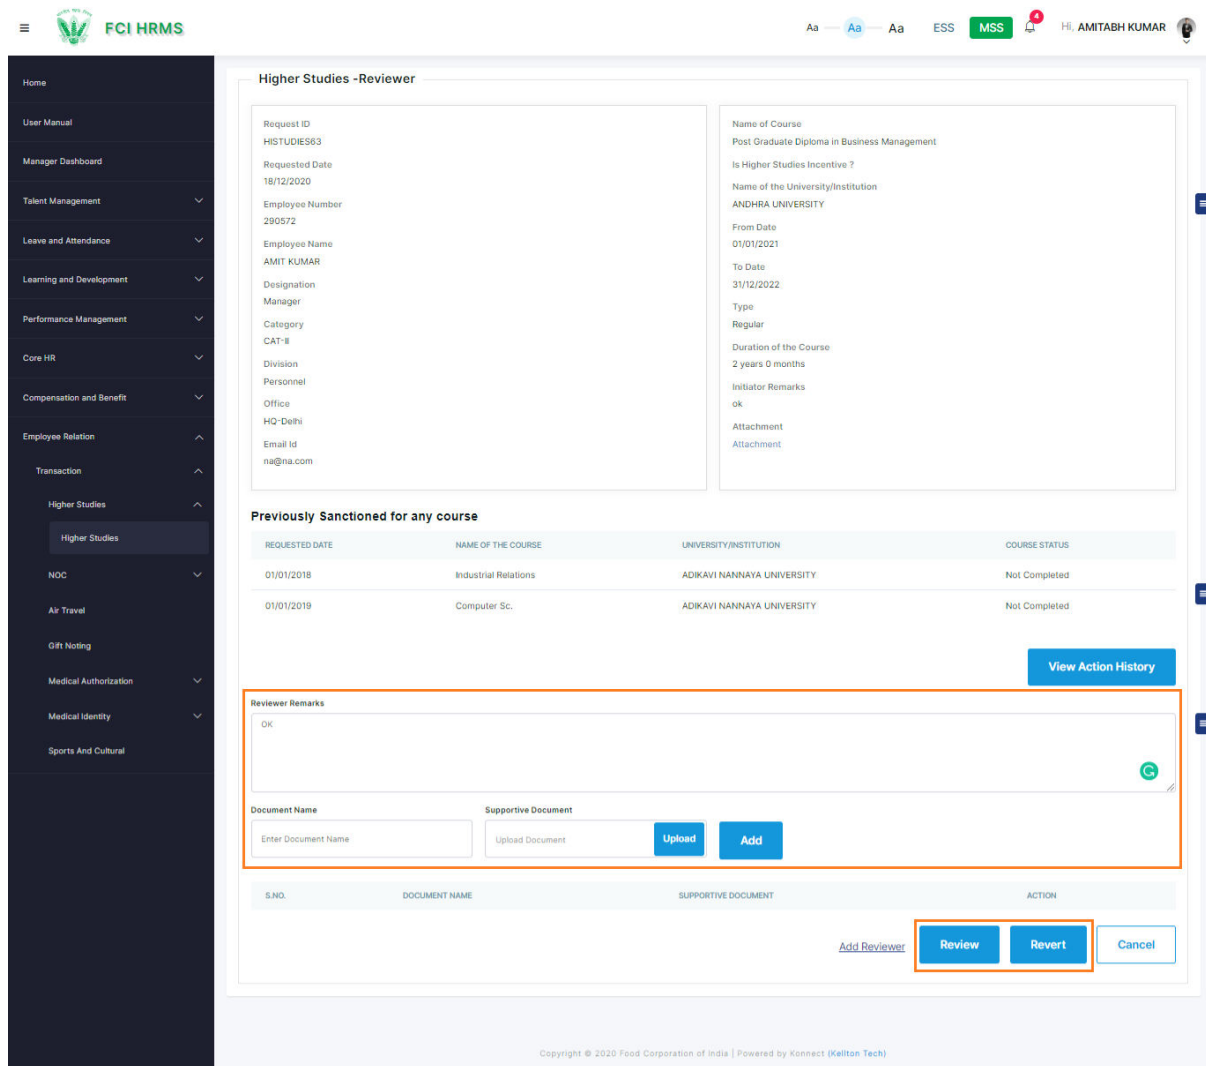 FCI HRMS
Aa Aa Aa ESS MSS 4 Hi, AMITABH KUMAR
Home
User Manual
Manager Dashboard
Talent Management
Leave and Attendance
Learning and Development
Performance Management
Core HR
Compensation and Benefit
Employee Relation
Transaction
Higher Studies
Higher Studies
NOC
Air Travel
Gift Noting
Medical Authorization
Medical Identity
Sports And Cultural
Higher Studies -Reviewer
Request ID
HISTUDIES63
Requested Date
18/12/2020
Employee Number
290572
Employee Name
AMIT KUMAR
Designation
Manager
Category
CAT-II
Division
Personnel
Office
HQ-Delhi
Email Id
na@na.com
Name of Course
Post Graduate Diploma in Business Management
Is Higher Studies Incentive ?
Name of the University/Institution
ANDHRA UNIVERSITY
From Date
01/01/2021
To Date
31/12/2022
Type
Regular
Duration of the Course
2 years 0 months
Initiator Remarks
ok
Attachment
Attachment
Previously Sanctioned for any course
REQUESTED DATE NAME OF THE COURSE UNIVERSITY/INSTITUTION COURSE STATUS
01/01/2018 Industrial Relations ADIKAVI NANNAYA UNIVERSITY Not Completed
01/01/2019 Computer Sc. ADIKAVI NANNAYA UNIVERSITY Not Completed
View Action History
Reviewer Remarks
OK
Document Name Supportive Document
Enter Document Name Upload Document Upload Add
S.NO. DOCUMENT NAME SUPPORTIVE DOCUMENT ACTION
Add Reviewer Review Revert Cancel
Copyright © 2020 Food Corporation of India | Powered by Konnect (Kellton Tech)